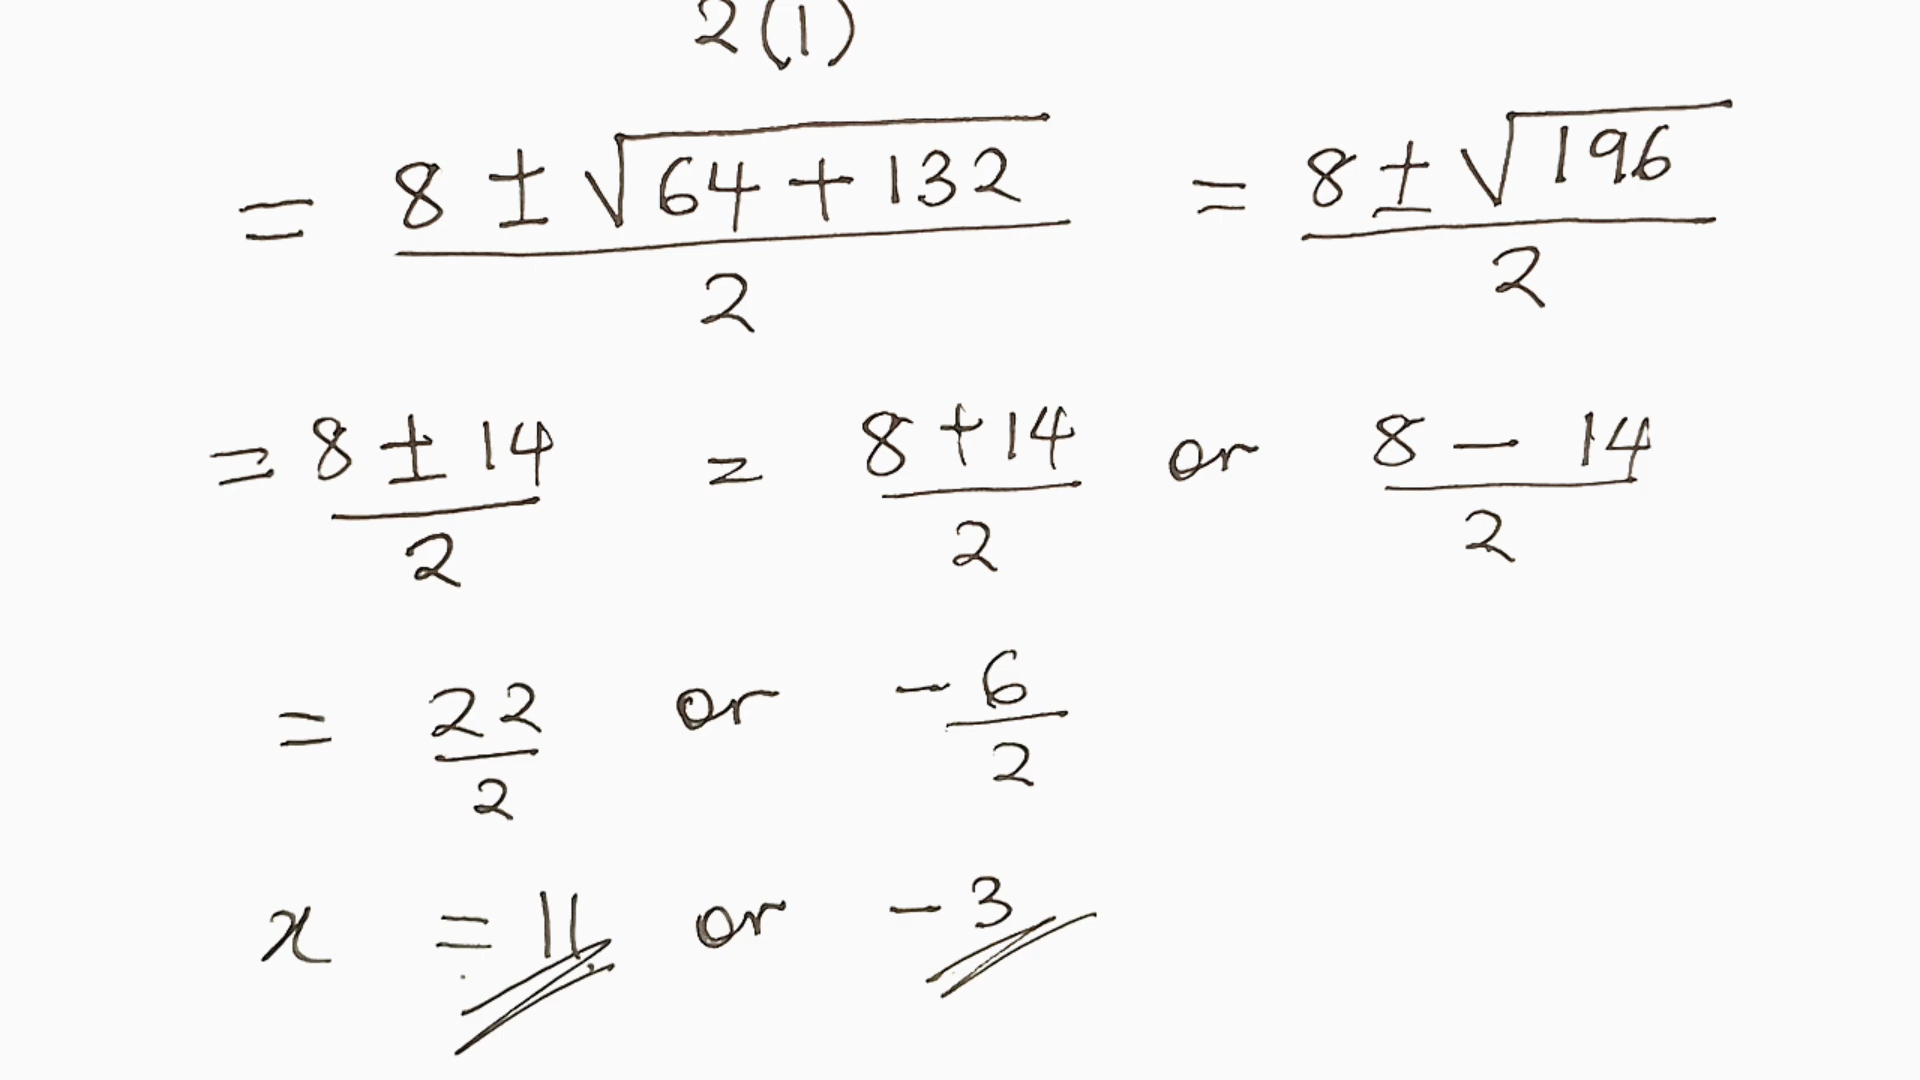 2(1)
= (8 ± √(64 + 132))/2 = (8 ± √196)/2
= (8 ± 14)/2 = (8 + 14)/2 or (8 − 14)/2
= 22/2 or −6/2
x = 11 or −3